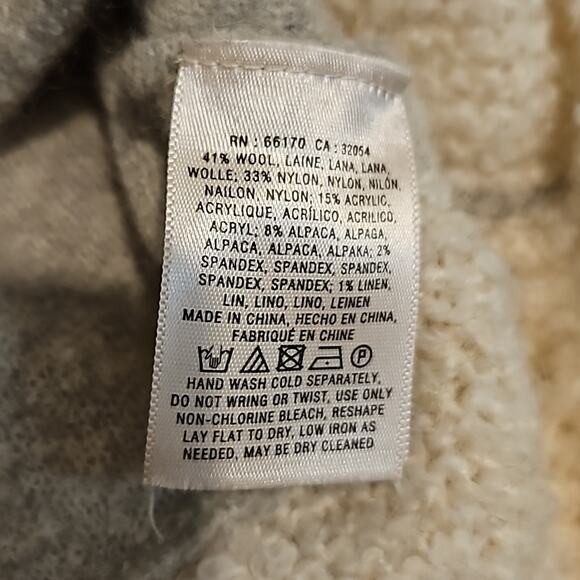 RN : 66170 CA : 32054
41% WOOL, LAINE, LANA, LANA,
WOLLE; 33% NYLON, NYLON, NILÓN,
NAILON, NYLON; 15% ACRYLIC,
ACRYLIQUE, ACRÍLICO, ACRILICO,
ACRYL; 8% ALPACA, ALPAGA,
ALPACA, ALPACA, ALPAKA; 2%
SPANDEX, SPANDEX, SPANDEX,
SPANDEX, SPANDEX; 1% LINEN,
LIN, LINO, LINO, LEINEN
MADE IN CHINA, HECHO EN CHINA,
FABRIQUÉ EN CHINE
P
HAND WASH COLD SEPARATELY,
DO NOT WRING OR TWIST, USE ONLY
NON-CHLORINE BLEACH, RESHAPE
LAY FLAT TO DRY, LOW IRON AS
NEEDED, MAY BE DRY CLEANED